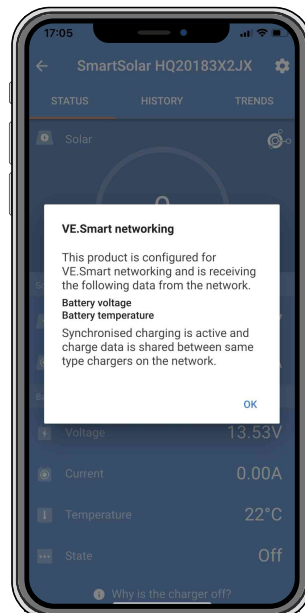 17:05
SmartSolar HQ20183X2JX
STATUS HISTORY TRENDS
Solar
VE.Smart networking
This product is configured for
VE.Smart networking and is receiving
the following data from the network.
Battery voltage
Battery temperature
Synchronised charging is active and
charge data is shared between same
type chargers on the network.
OK
Voltage 13.53V
Current 0.00A
Temperature 22°C
State Off
Why is the charger off?